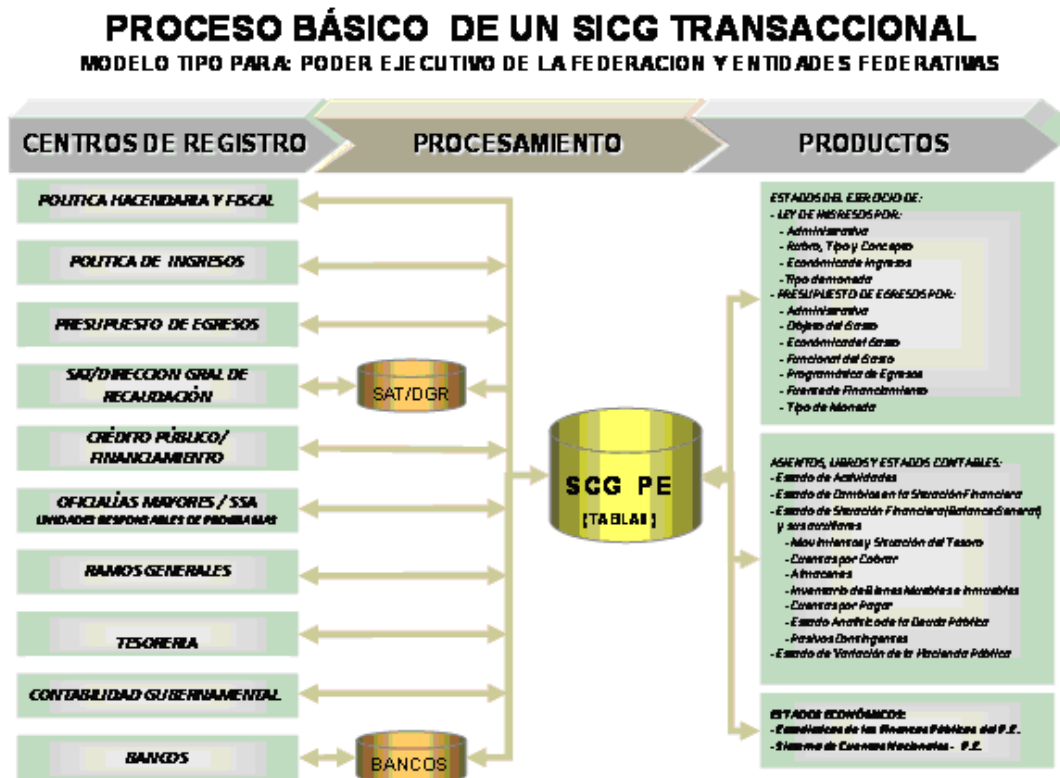 PROCESO BÁSICO DE UN SICG TRANSACCIONAL
MODELO TIPO PARA: PODER EJECUTIVO DE LA FEDERACION Y ENTIDADES FEDERATIVAS
CENTROS DE REGISTRO
PROCESAMIENTO
PRODUCTOS
POLITICA HACENDARIA Y FISCAL
POLITICA DE INGRESOS
PRESUPUESTO DE EGRESOS
SAT/DIRECCION GRAL DE
RECAUDACIÓN
CRÉDITO PÚBLICO/
FINANCIAMIENTO
OFICIALÍAS MAYORES / SSA
UNIDADES RESPONSABLES DE PROGRAMAS
RAMOS GENERALES
TESORERIA
CONTABILIDAD GUBERNAMENTAL
BANCOS
SAT/DGR
BANCOS
SCG PE
ESTADOS DEL EJERCICIO DE:
- LEY DE INGRESOS POR:
- Administrativa
- Rubro, Tipo y Concepto
- Económica de Ingresos
- Tipo de moneda
- PRESUPUESTO DE EGRESOS POR:
- Administrativa
- Objeto del Gasto
- Económica del Gasto
- Funcional del Gasto
- Programática de Egresos
- Fuente de Financiamiento
- Tipo de Moneda
ASIENTOS, LIBROS Y ESTADOS CONTABLES:
- Estado de Actividades
- Estado de Cambios en la Situación Financiera
- Estado de Situación Financiera (Balance General)
y sus auxiliares
- Movimientos y Situación del Tesoro
- Cuentas por Cobrar
- Almacenes
- Inventario de Bienes Muebles e Inmuebles
- Cuentas por Pagar
- Estado Analítico de la Deuda Pública
- Pasivos Contingentes
- Estado de Variación de la Hacienda Pública
ESTADOS ECONÓMICOS:
- Estadísticas de las Finanzas Públicas del P.E.
- Sistema de Cuentas Nacionales - P.E.